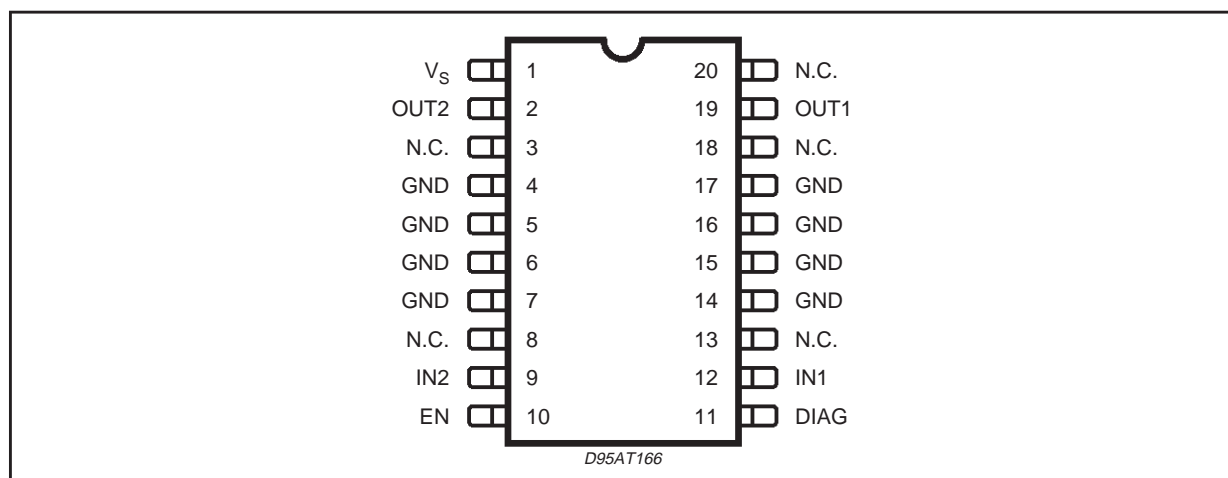 VS 1 20 N.C.
OUT2 2 19 OUT1
N.C. 3 18 N.C.
GND 4 17 GND
GND 5 16 GND
GND 6 15 GND
GND 7 14 GND
N.C. 8 13 N.C.
IN2 9 12 IN1
EN 10 11 DIAG
D95AT166